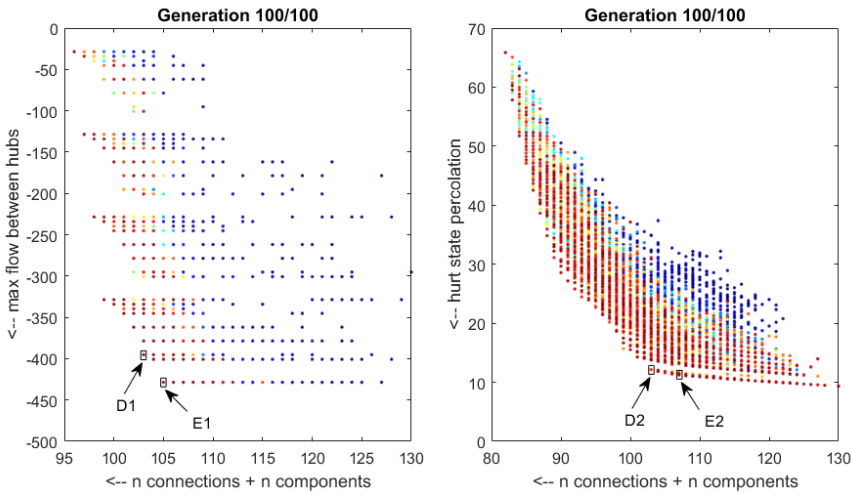 Generation 100/100
0
-50
-100
-150
-200
-250
-300
-350
-400
-450
-500
<-- max flow between hubs
D1
E1
95 100 105 110 115 120 125 130
<-- n connections + n components
Generation 100/100
70
60
50
40
30
20
10
0
<-- hurt state percolation
D2
E2
80 90 100 110 120 130
<-- n connections + n components